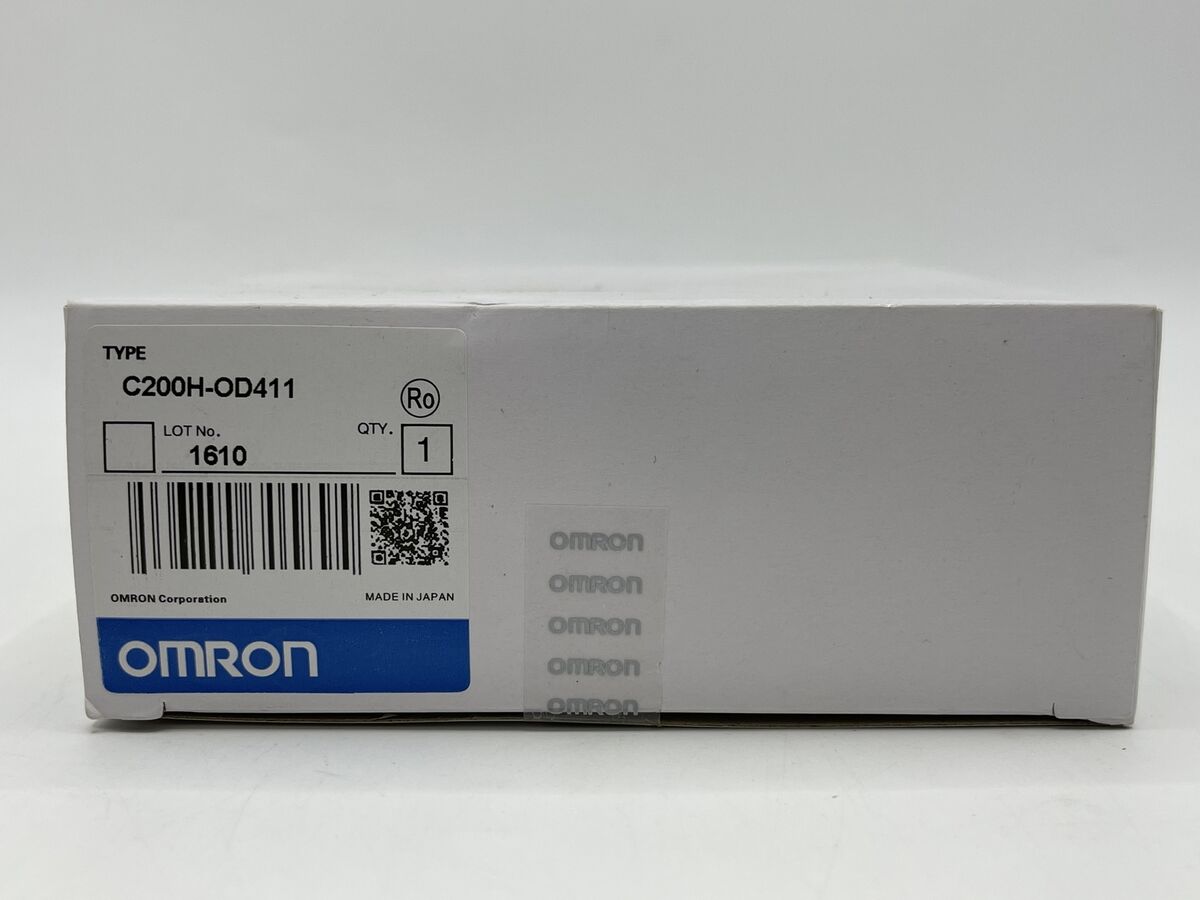 TYPE
C200H-OD411
Ro
LOT No.
1610
QTY.
1
OMRON Corporation
MADE IN JAPAN
OMRON
OMRON
OMRON
OMRON
OMRON
OMRON